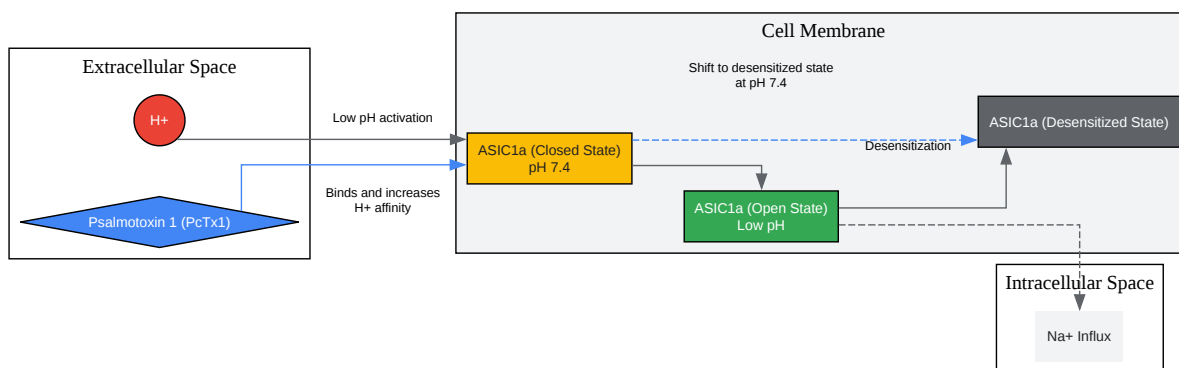 Extracellular Space
H+
Psalmotoxin 1 (PcTx1)
Low pH activation
Binds and increases
H+ affinity
Cell Membrane
Shift to desensitized state
at pH 7.4
ASIC1a (Closed State)
pH 7.4
ASIC1a (Open State)
Low pH
Desensitization
ASIC1a (Desensitized State)
Intracellular Space
Na+ Influx